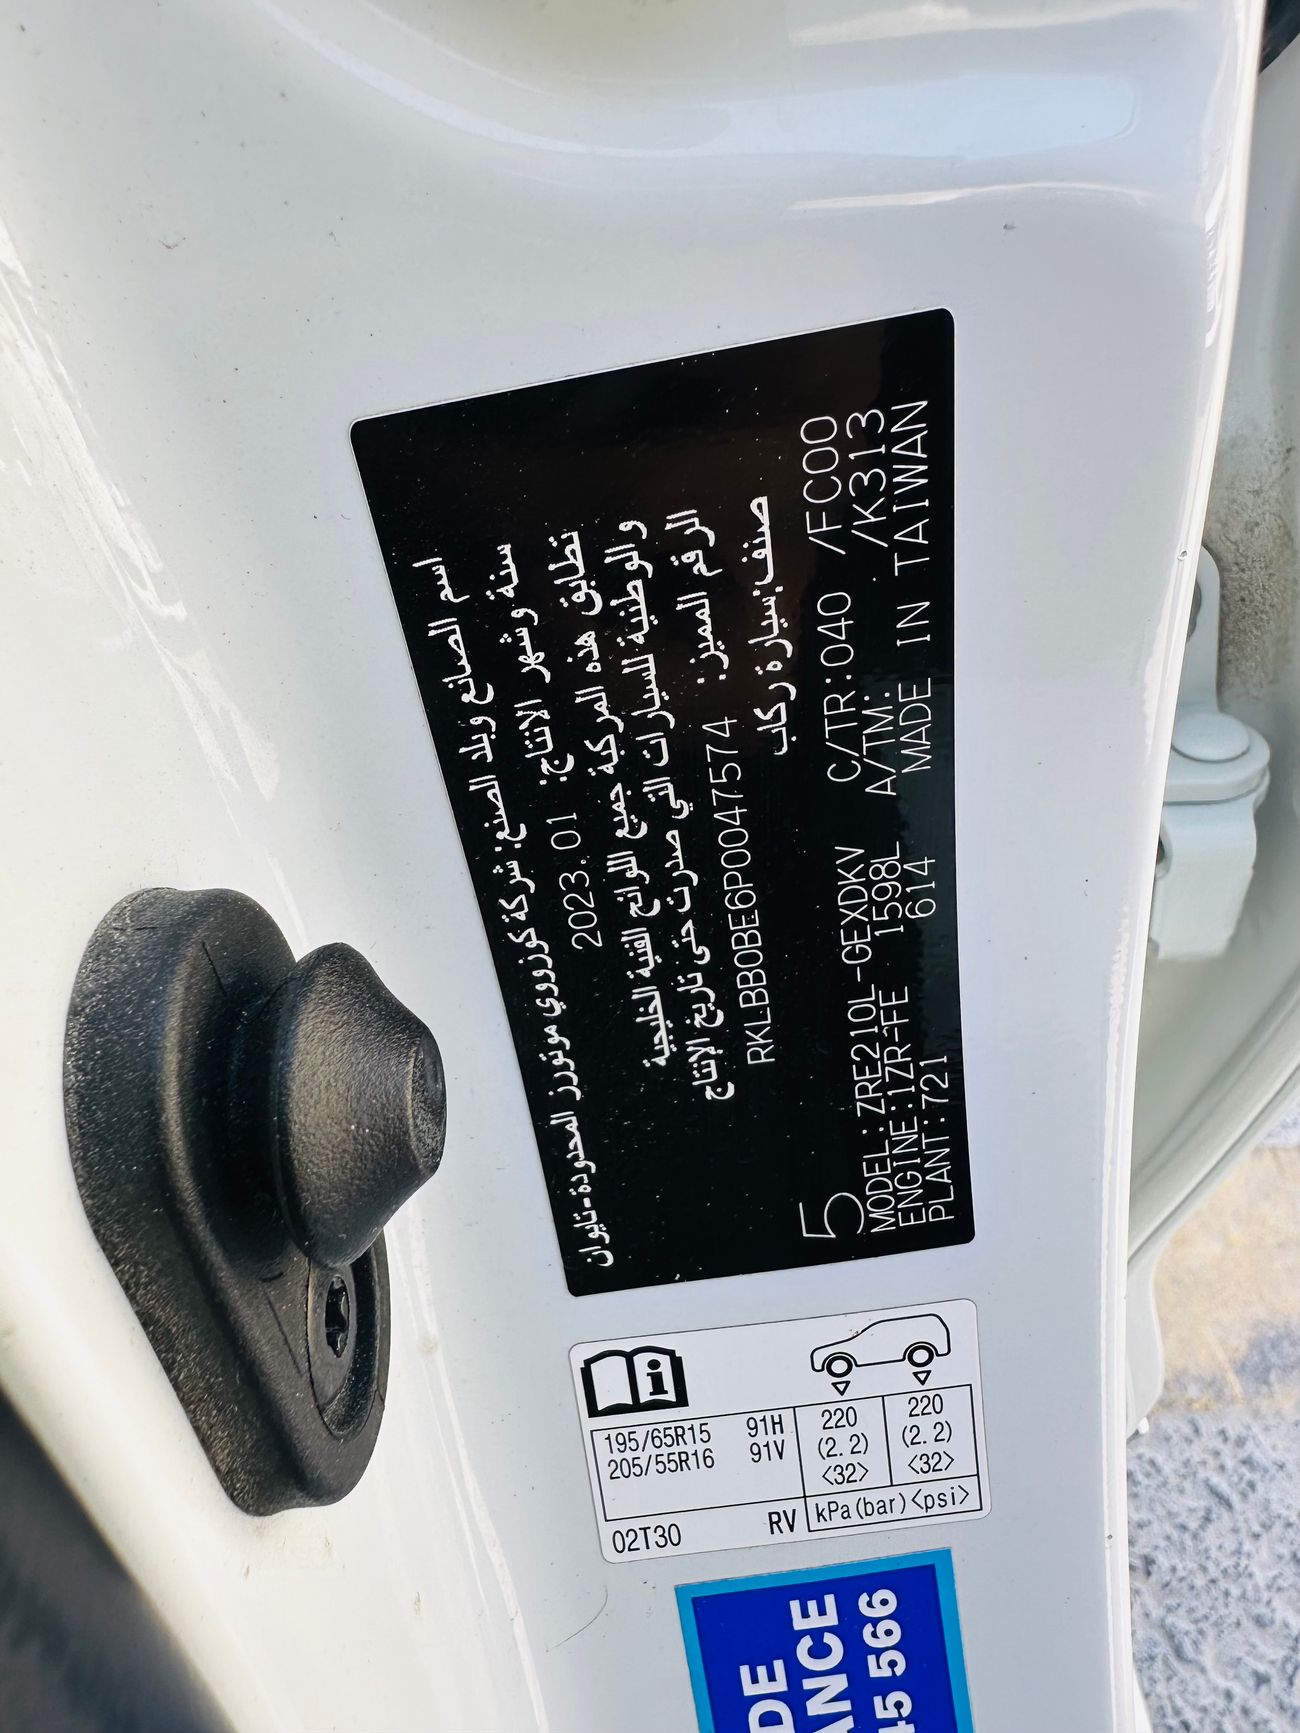 اسم الصانع وبلد الصنع: شركة كوزووي موتورز المحدودة-تايوان
سنة وشهر الانتاج: 2023.01
تطابق هذه المركبة جميع اللوائح الفنية الخليجية
والوطنية للسيارات التي صدرت حتى تاريخ الإنتاج
الرقم المميز: RKLBB0BE6P0047574
صنف:سيارة ركاب
5
MODEL:ZRE210L-GEXDKV C/TR:040 /FC00
ENGINE:1ZR-FE 1598L A/TM: /K313
PLANT:721 614 MADE IN TAIWAN
195/65R15 91H 220 220
205/55R16 91V (2.2) (2.2)
<32> <32>
02T30 RV kPa(bar)<psi>
DE
ANCE
45 566